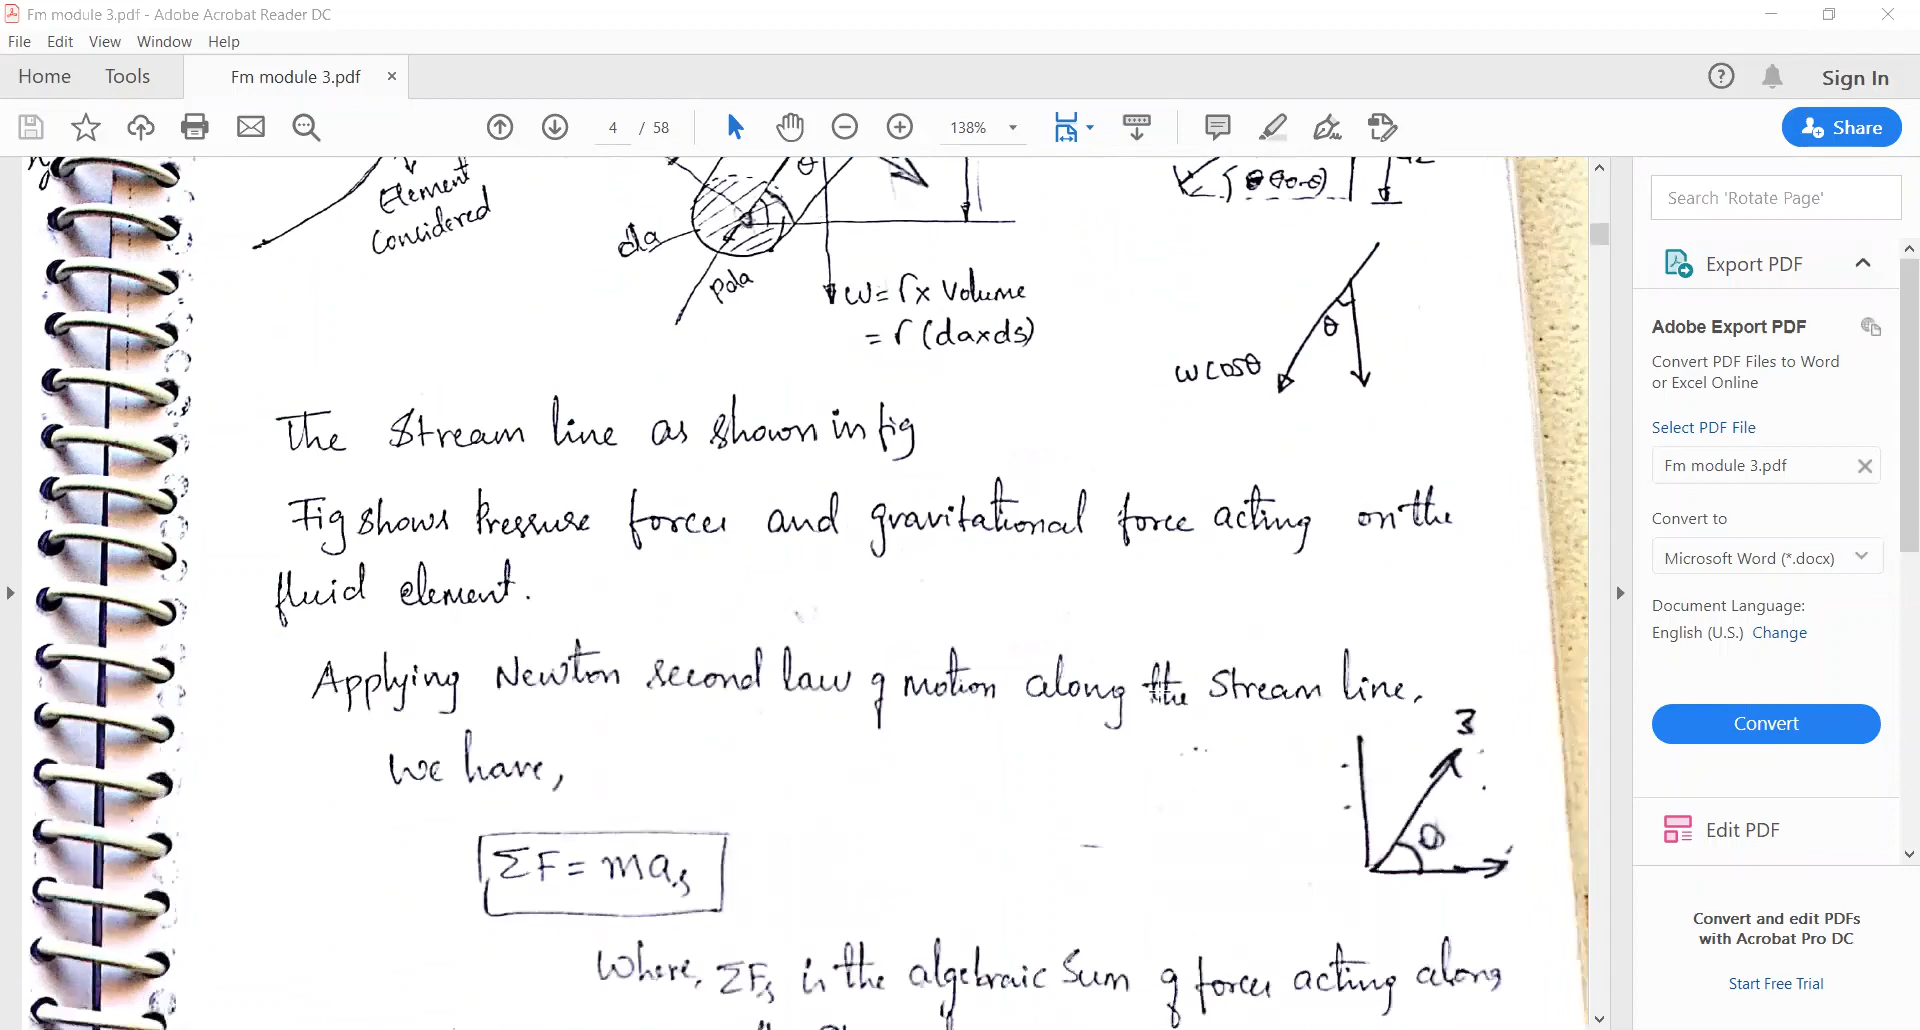 Fm module 3.pdf - Adobe Acrobat Reader DC
File Edit View Window Help
Home Tools Fm module 3.pdf × ? Sign In
4 / 58 138% Share
Element
Considered
θ
da
pda
w = r x Volume
= r (da x ds)
θ
w cosθ
The Stream line as shown in fig
Fig shows Pressure forces and gravitational force acting on the
fluid element.
Applying Newton second law of motion along the Stream line.
we have,
ΣF = mas
Where, ΣFs is the algebraic Sum of forces acting along
Search 'Rotate Page'
Export PDF
Adobe Export PDF
Convert PDF Files to Word
or Excel Online
Select PDF File
Fm module 3.pdf
Convert to
Microsoft Word (*.docx)
Document Language:
English (U.S.) Change
Convert
Edit PDF
Convert and edit PDFs
with Acrobat Pro DC
Start Free Trial